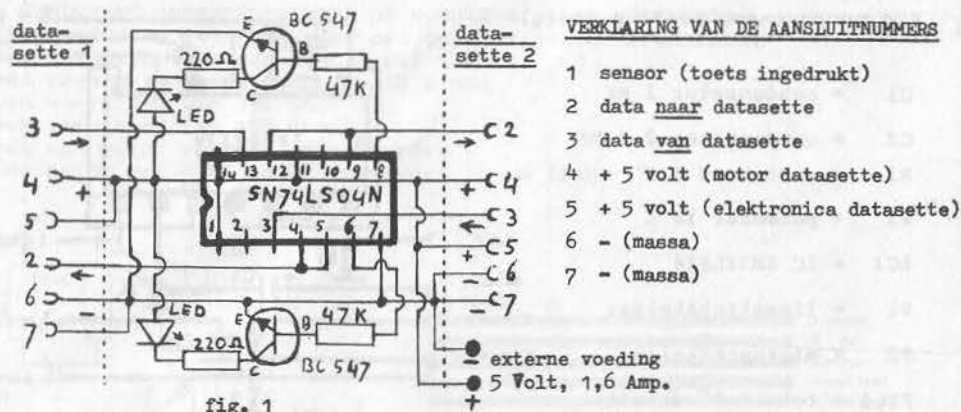 data-
sette 1
220Ω
E
BC 547
B
47K
LED
3
4
+
5
2
6
-
7
14 13 12 11 10 9 8
SN74LS04N
1 2 3 4 5 6 7
LED
E
B
47K
220Ω
C
BC 547
fig. 1
data-
sette 2
2
4
+
3
5
+
6
-
7
-
- externe voeding
5 Volt, 1,6 Amp.
+
VERKLARING VAN DE AANSLUITNUMMERS
1 sensor (toets ingedrukt)
2 data naar datasette
3 data van datasette
4 + 5 volt (motor datasette)
5 + 5 volt (elektronica datasette)
6 - (massa)
7 - (massa)